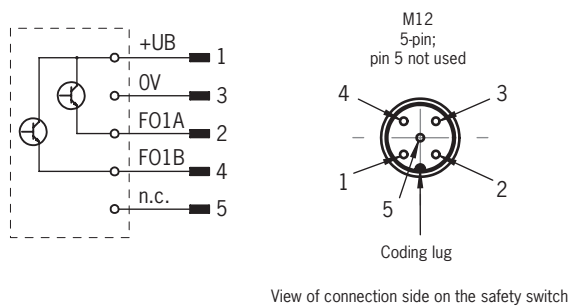 +UB 1
0V 3
FO1A 2
FO1B 4
n.c. 5
M12
5-pin;
pin 5 not used
4 3
1 2
5
Coding lug
View of connection side on the safety switch